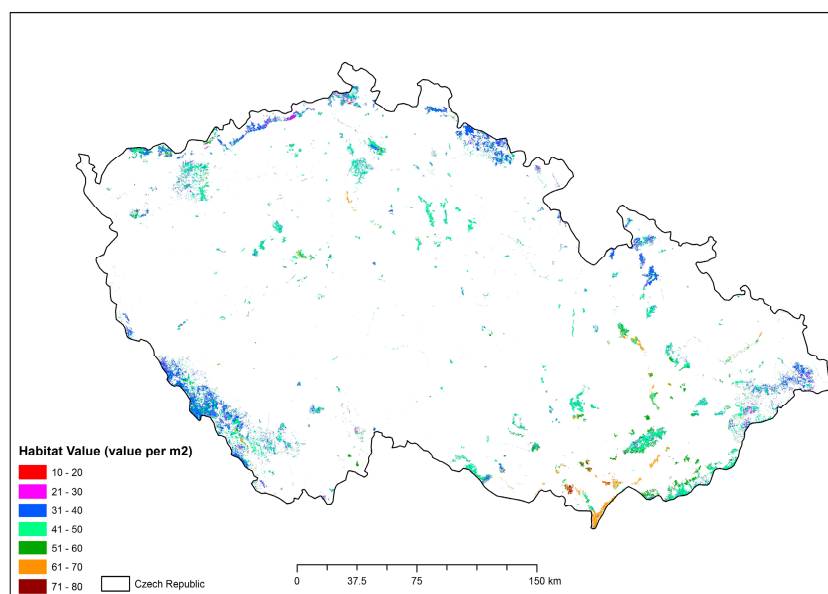 Habitat Value (value per m2)
10 - 20
21 - 30
31 - 40
41 - 50
51 - 60
61 - 70
71 - 80
Czech Republic
0 37.5 75 150 km